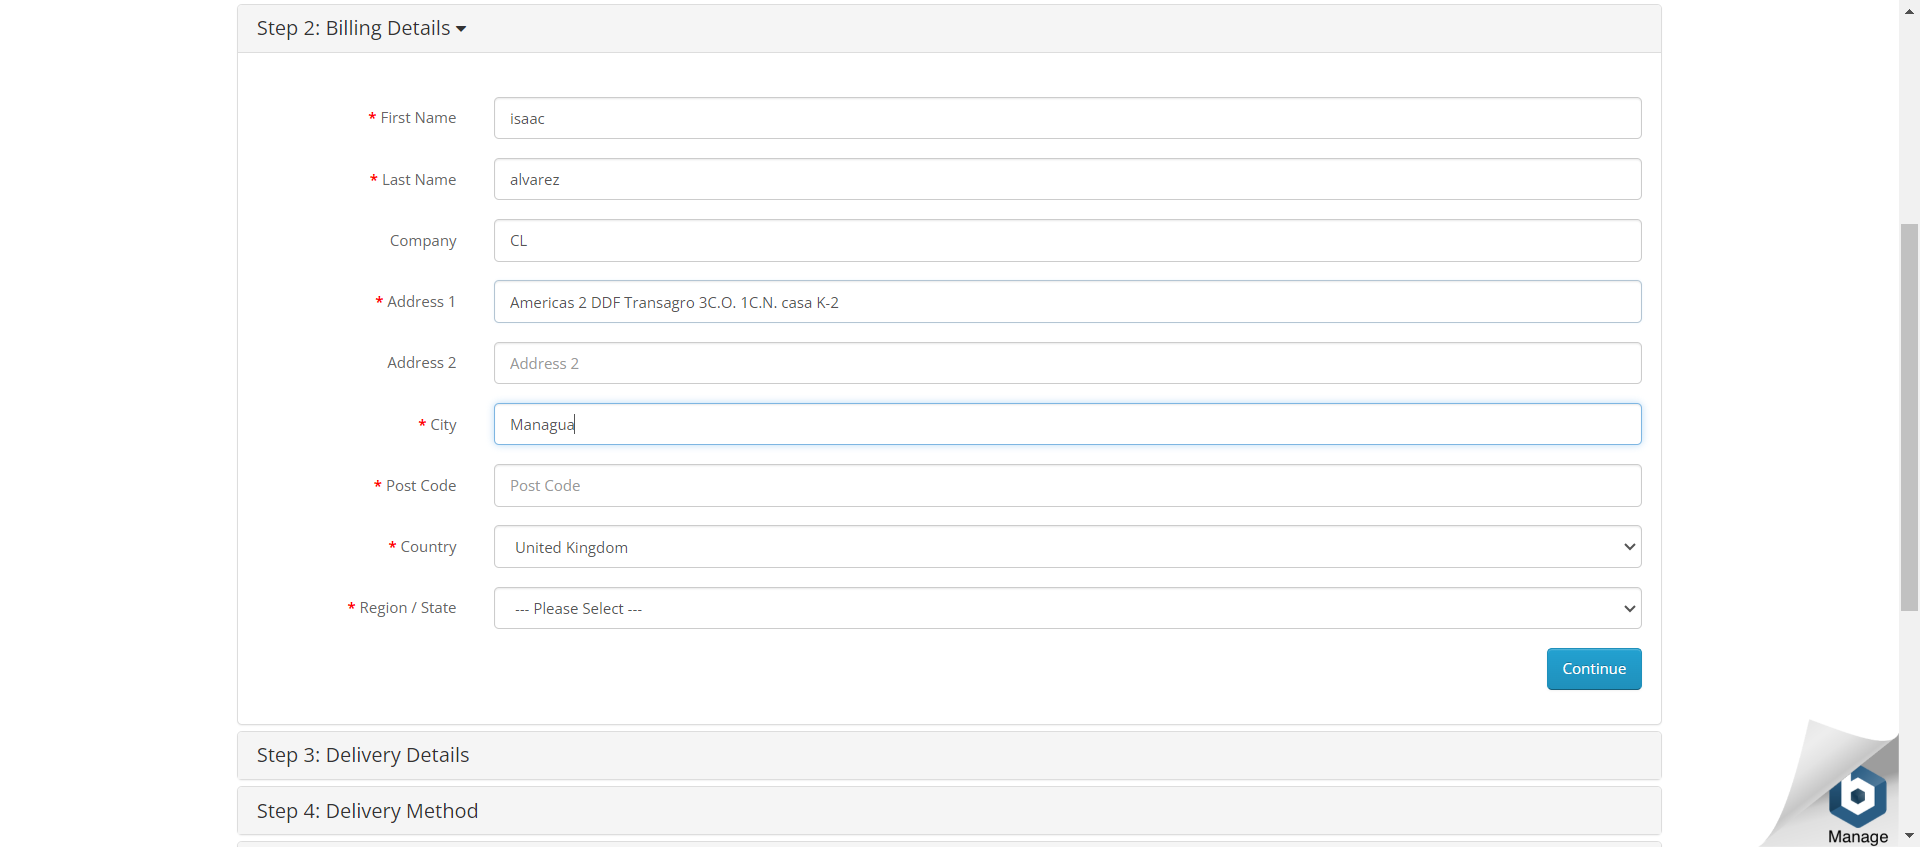 Step 2: Billing Details
* First Name
isaac
* Last Name
alvarez
Company
CL
* Address 1
Americas 2 DDF Transagro 3C.O. 1C.N. casa K-2
Address 2
Address 2
* City
Managua
* Post Code
Post Code
* Country
United Kingdom
* Region / State
--- Please Select ---
Continue
Step 3: Delivery Details
Step 4: Delivery Method
b
Manage